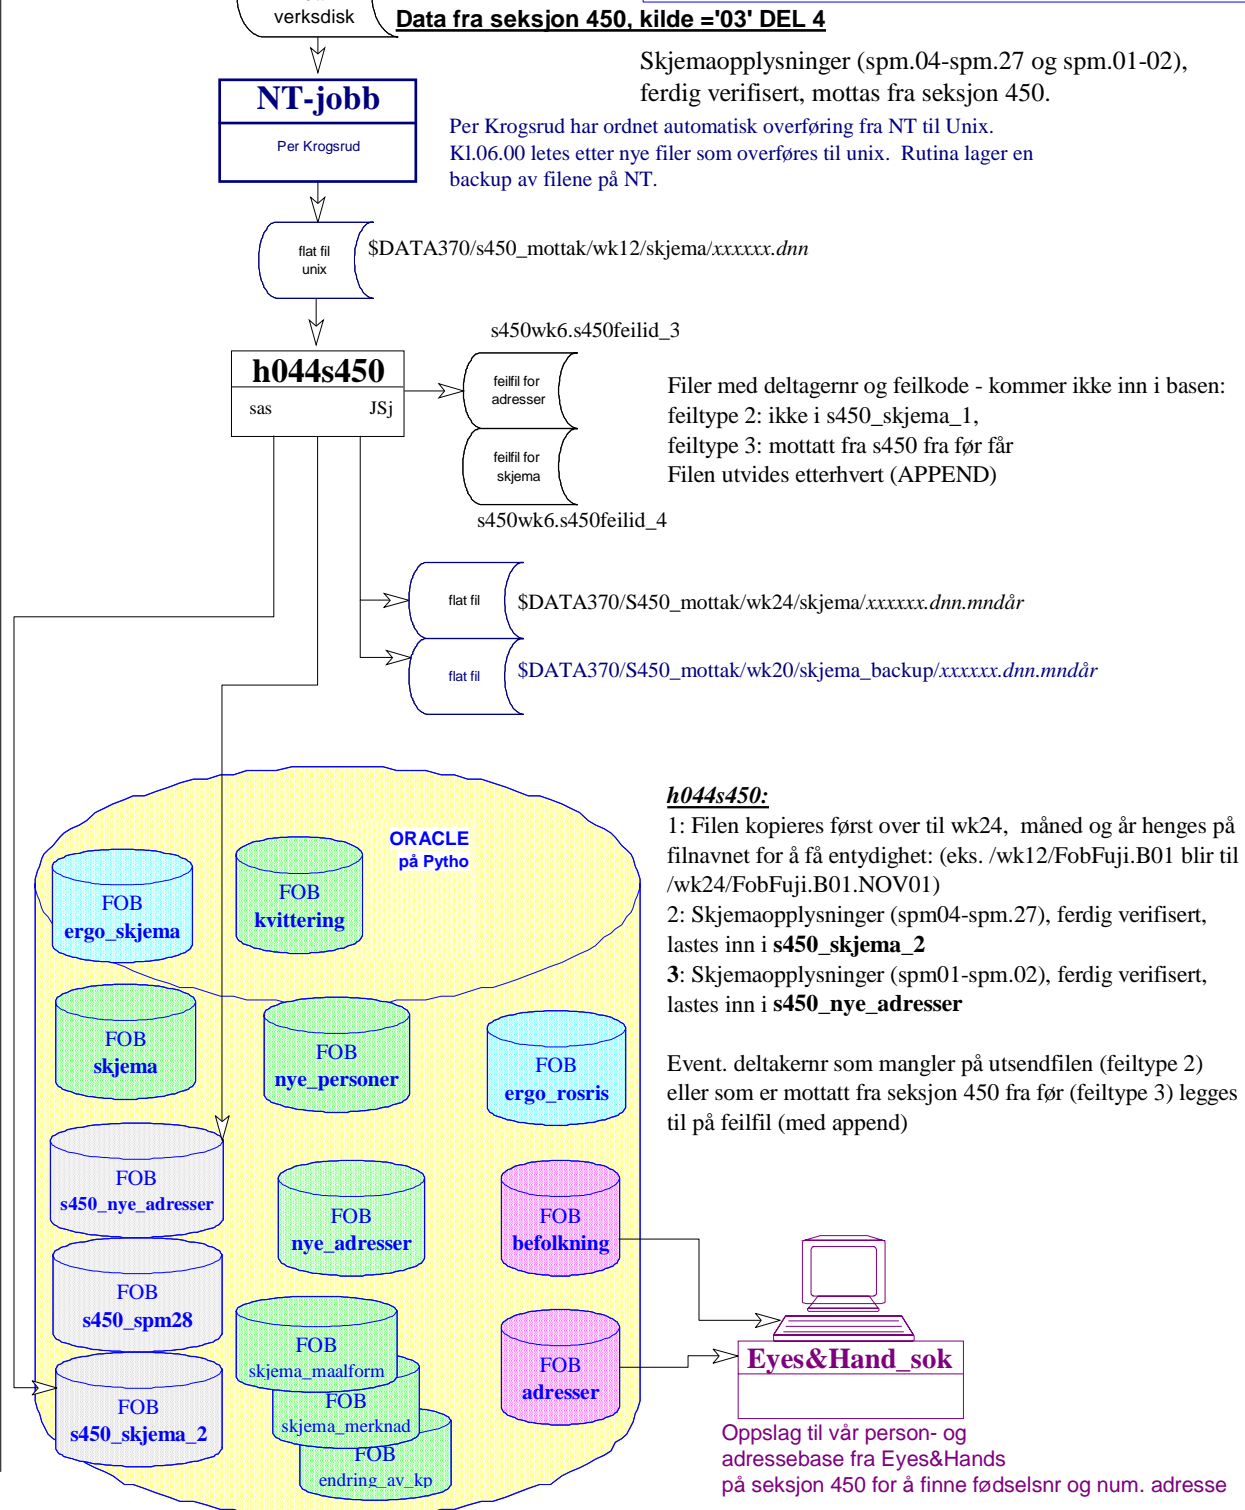 verksdisk
Data fra seksjon 450, kilde ='03' DEL 4
Skjemaopplysninger (spm.04-spm.27 og spm.01-02),
ferdig verifisert, mottas fra seksjon 450.
NT-jobb
Per Krogsrud
Per Krogsrud har ordnet automatisk overføring fra NT til Unix.
Kl.06.00 letes etter nye filer som overføres til unix.  Rutina lager en
backup av filene på NT.
flat fil
unix
$DATA370/s450_mottak/wk12/skjema/xxxxxx.dnn
s450wk6.s450feilid_3
h044s450
sas JSj
feilfil for
adresser
feilfil for
skjema
s450wk6.s450feilid_4
Filer med deltagernr og feilkode - kommer ikke inn i basen:
feiltype 2: ikke i s450_skjema_1,
feiltype 3: mottatt fra s450 fra før får
Filen utvides etterhvert (APPEND)
flat fil
$DATA370/S450_mottak/wk24/skjema/xxxxxx.dnn.mndår
flat fil
$DATA370/S450_mottak/wk20/skjema_backup/xxxxxx.dnn.mndår
h044s450:
1: Filen kopieres først over til wk24,  måned og år henges på
filnavnet for å få entydighet: (eks. /wk12/FobFuji.B01 blir til
/wk24/FobFuji.B01.NOV01)
2: Skjemaopplysninger (spm04-spm.27), ferdig verifisert,
lastes inn i s450_skjema_2
3: Skjemaopplysninger (spm01-spm.02), ferdig verifisert,
lastes inn i s450_nye_adresser
Event. deltakernr som mangler på utsendfilen (feiltype 2)
eller som er mottatt fra seksjon 450 fra før (feiltype 3) legges
til på feilfil (med append)
ORACLE
på Pytho
FOB
ergo_skjema
FOB
kvittering
FOB
skjema
FOB
nye_personer
FOB
ergo_rosris
FOB
s450_nye_adresser
FOB
nye_adresser
FOB
befolkning
FOB
s450_spm28
FOB
skjema_maalform
FOB
adresser
FOB
s450_skjema_2
FOB
skjema_merknad
FOB
endring_av_kp
Eyes&Hand_sok
Oppslag til vår person- og
adressebase fra Eyes&Hands
på seksjon 450 for å finne fødselsnr og num. adresse